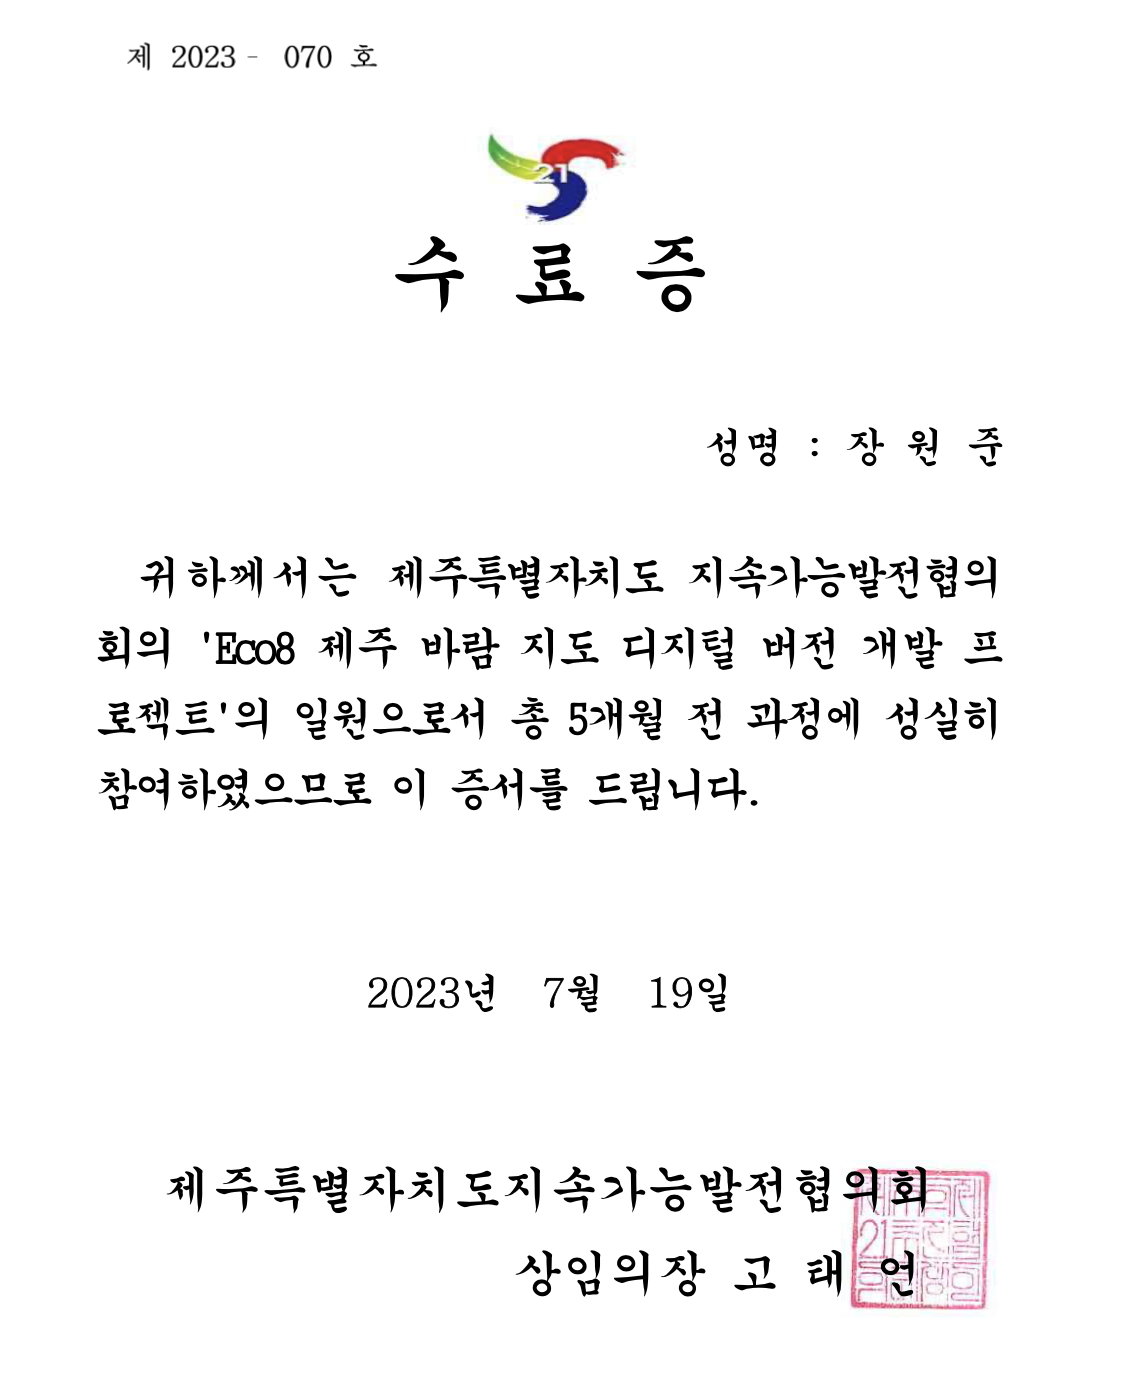 제 2023 - 070 호
21
수 료 증
성명 : 장 원 준
귀하께서는 제주특별자치도 지속가능발전협의
회의 'Eco8 제주 바람 지도 디지털 버전 개발 프
로젝트'의 일원으로서 총 5개월 전 과정에 성실히
참여하였으므로 이 증서를 드립니다.
2023년 7월 19일
제주특별자치도지속가능발전협의회
상임의장 고 태 언
21